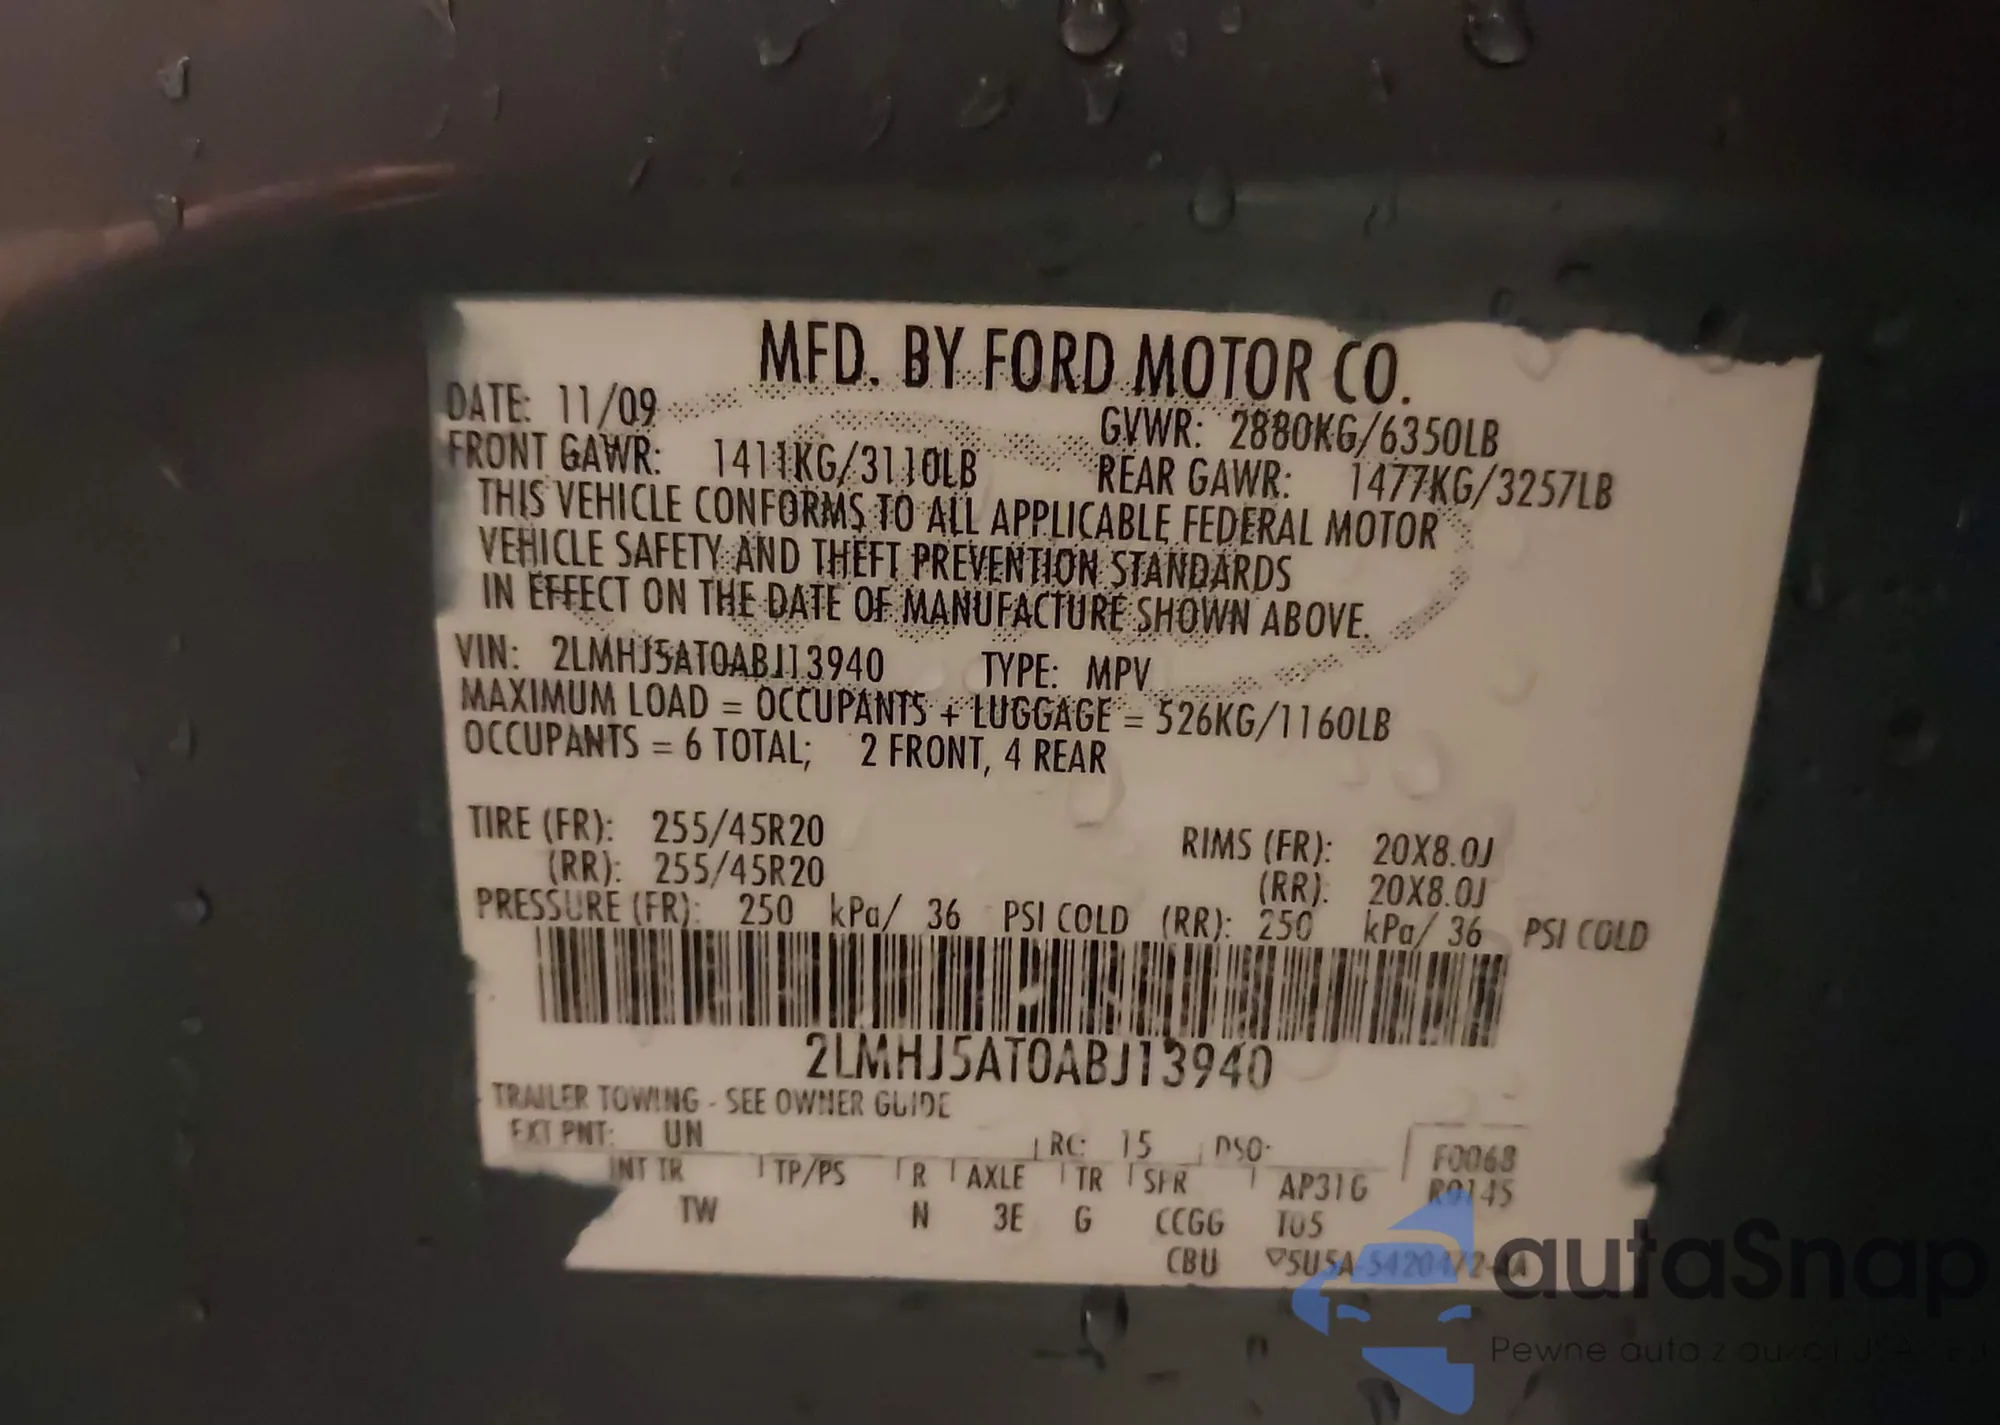 MFD. BY FORD MOTOR CO.
DATE: 11/09 GVWR: 2880KG/6350LB
FRONT GAWR: 1411KG/3110LB REAR GAWR: 1477KG/3257LB
THIS VEHICLE CONFORMS TO ALL APPLICABLE FEDERAL MOTOR
VEHICLE SAFETY AND THEFT PREVENTION STANDARDS
IN EFFECT ON THE DATE OF MANUFACTURE SHOWN ABOVE.
VIN: 2LMHJ5AT0ABJ13940 TYPE: MPV
MAXIMUM LOAD = OCCUPANTS + LUGGAGE = 526KG/1160LB
OCCUPANTS = 6 TOTAL; 2 FRONT, 4 REAR
TIRE (FR): 255/45R20 RIMS (FR): 20X8.0J
(RR): 255/45R20 (RR): 20X8.0J
PRESSURE (FR): 250 kPa/ 36 PSI COLD (RR): 250 kPa/ 36 PSI COLD
2LMHJ5AT0ABJ13940
TRAILER TOWING - SEE OWNER GUIDE
EXT PNT: UN RC: 15 DSO: F0068
INT TR TP/PS R AXLE TR SPR AP31G R9145
TW N 3E G CCGG T05
CBU
autaSnap
Pewne auto z